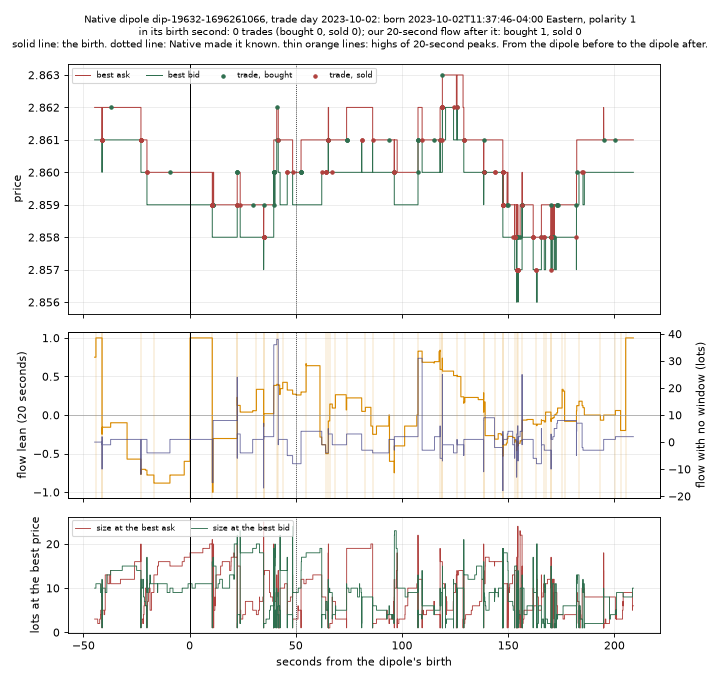 Native dipole dip-19632-1696261066, trade day 2023-10-02: born 2023-10-02T11:37:46-04:00 Eastern, polarity 1
in its birth second: 0 trades (bought 0, sold 0); our 20-second flow after it: bought 1, sold 0
solid line: the birth. dotted line: Native made it known. thin orange lines: highs of 20-second peaks. From the dipole before to the dipole after.
best ask best bid trade, bought trade, sold
2.863
2.862
2.861
2.860
2.859
2.858
2.857
2.856
price
1.0
0.5
0.0
−0.5
−1.0
flow lean (20 seconds)
40
30
20
10
0
−10
−20
flow with no window (lots)
size at the best ask size at the best bid
20
10
0
lots at the best price
−50 0 50 100 150 200
seconds from the dipole's birth